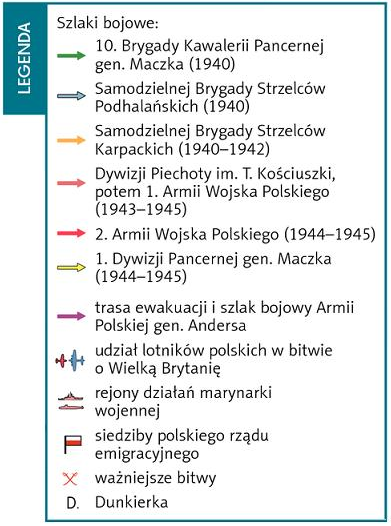 LEGENDA
Szlaki bojowe:
10. Brygady Kawalerii Pancernej
gen. Maczka (1940)
Samodzielnej Brygady Strzelców
Podhalańskich (1940)
Samodzielnej Brygady Strzelców
Karpackich (1940–1942)
Dywizji Piechoty im. T. Kościuszki,
potem 1. Armii Wojska Polskiego
(1943–1945)
2. Armii Wojska Polskiego (1944–1945)
1. Dywizji Pancernej gen. Maczka
(1944–1945)
trasa ewakuacji i szlak bojowy Armii
Polskiej gen. Andersa
udział lotników polskich w bitwie
o Wielką Brytanię
rejony działań marynarki
wojennej
siedziby polskiego rządu
emigracyjnego
ważniejsze bitwy
D. Dunkierka